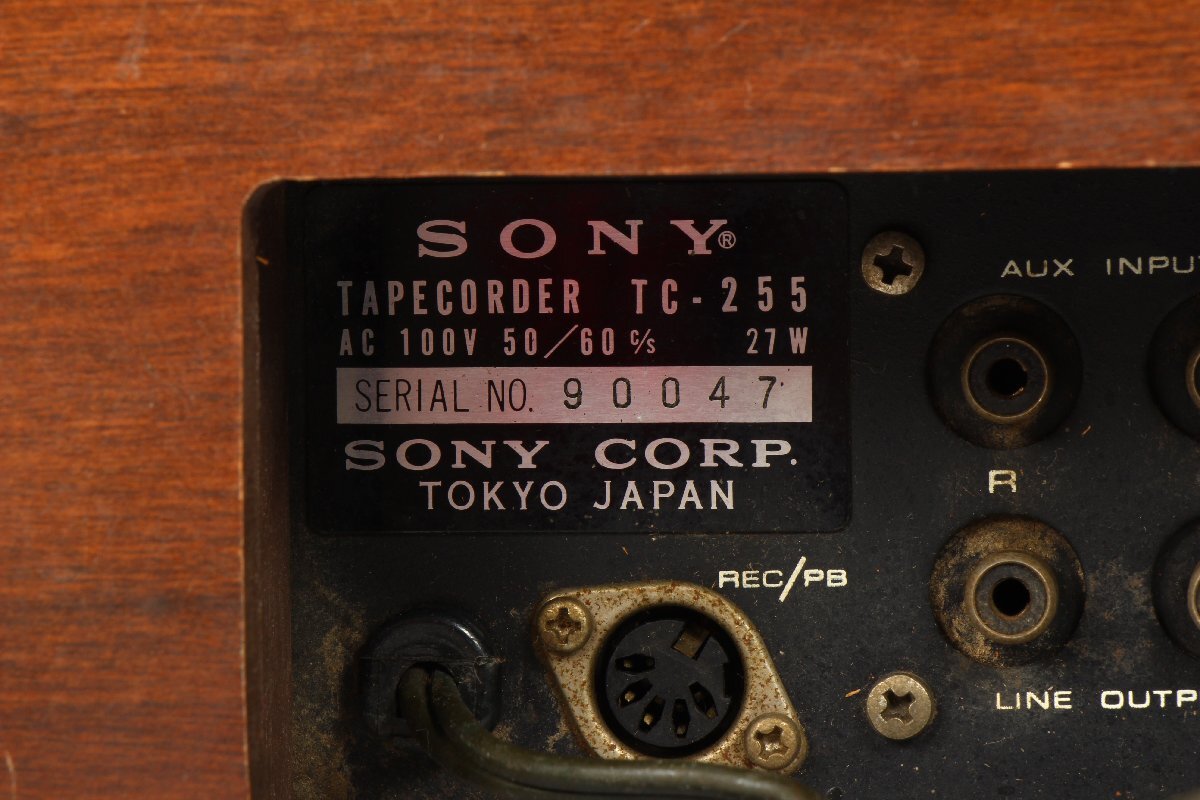 SONY®
TAPECORDER TC-255
AC 100V 50/60 c/s 27W
SERIAL NO. 90047
SONY CORP.
TOKYO JAPAN
AUX INPUT
R
REC/PB
LINE OUTP